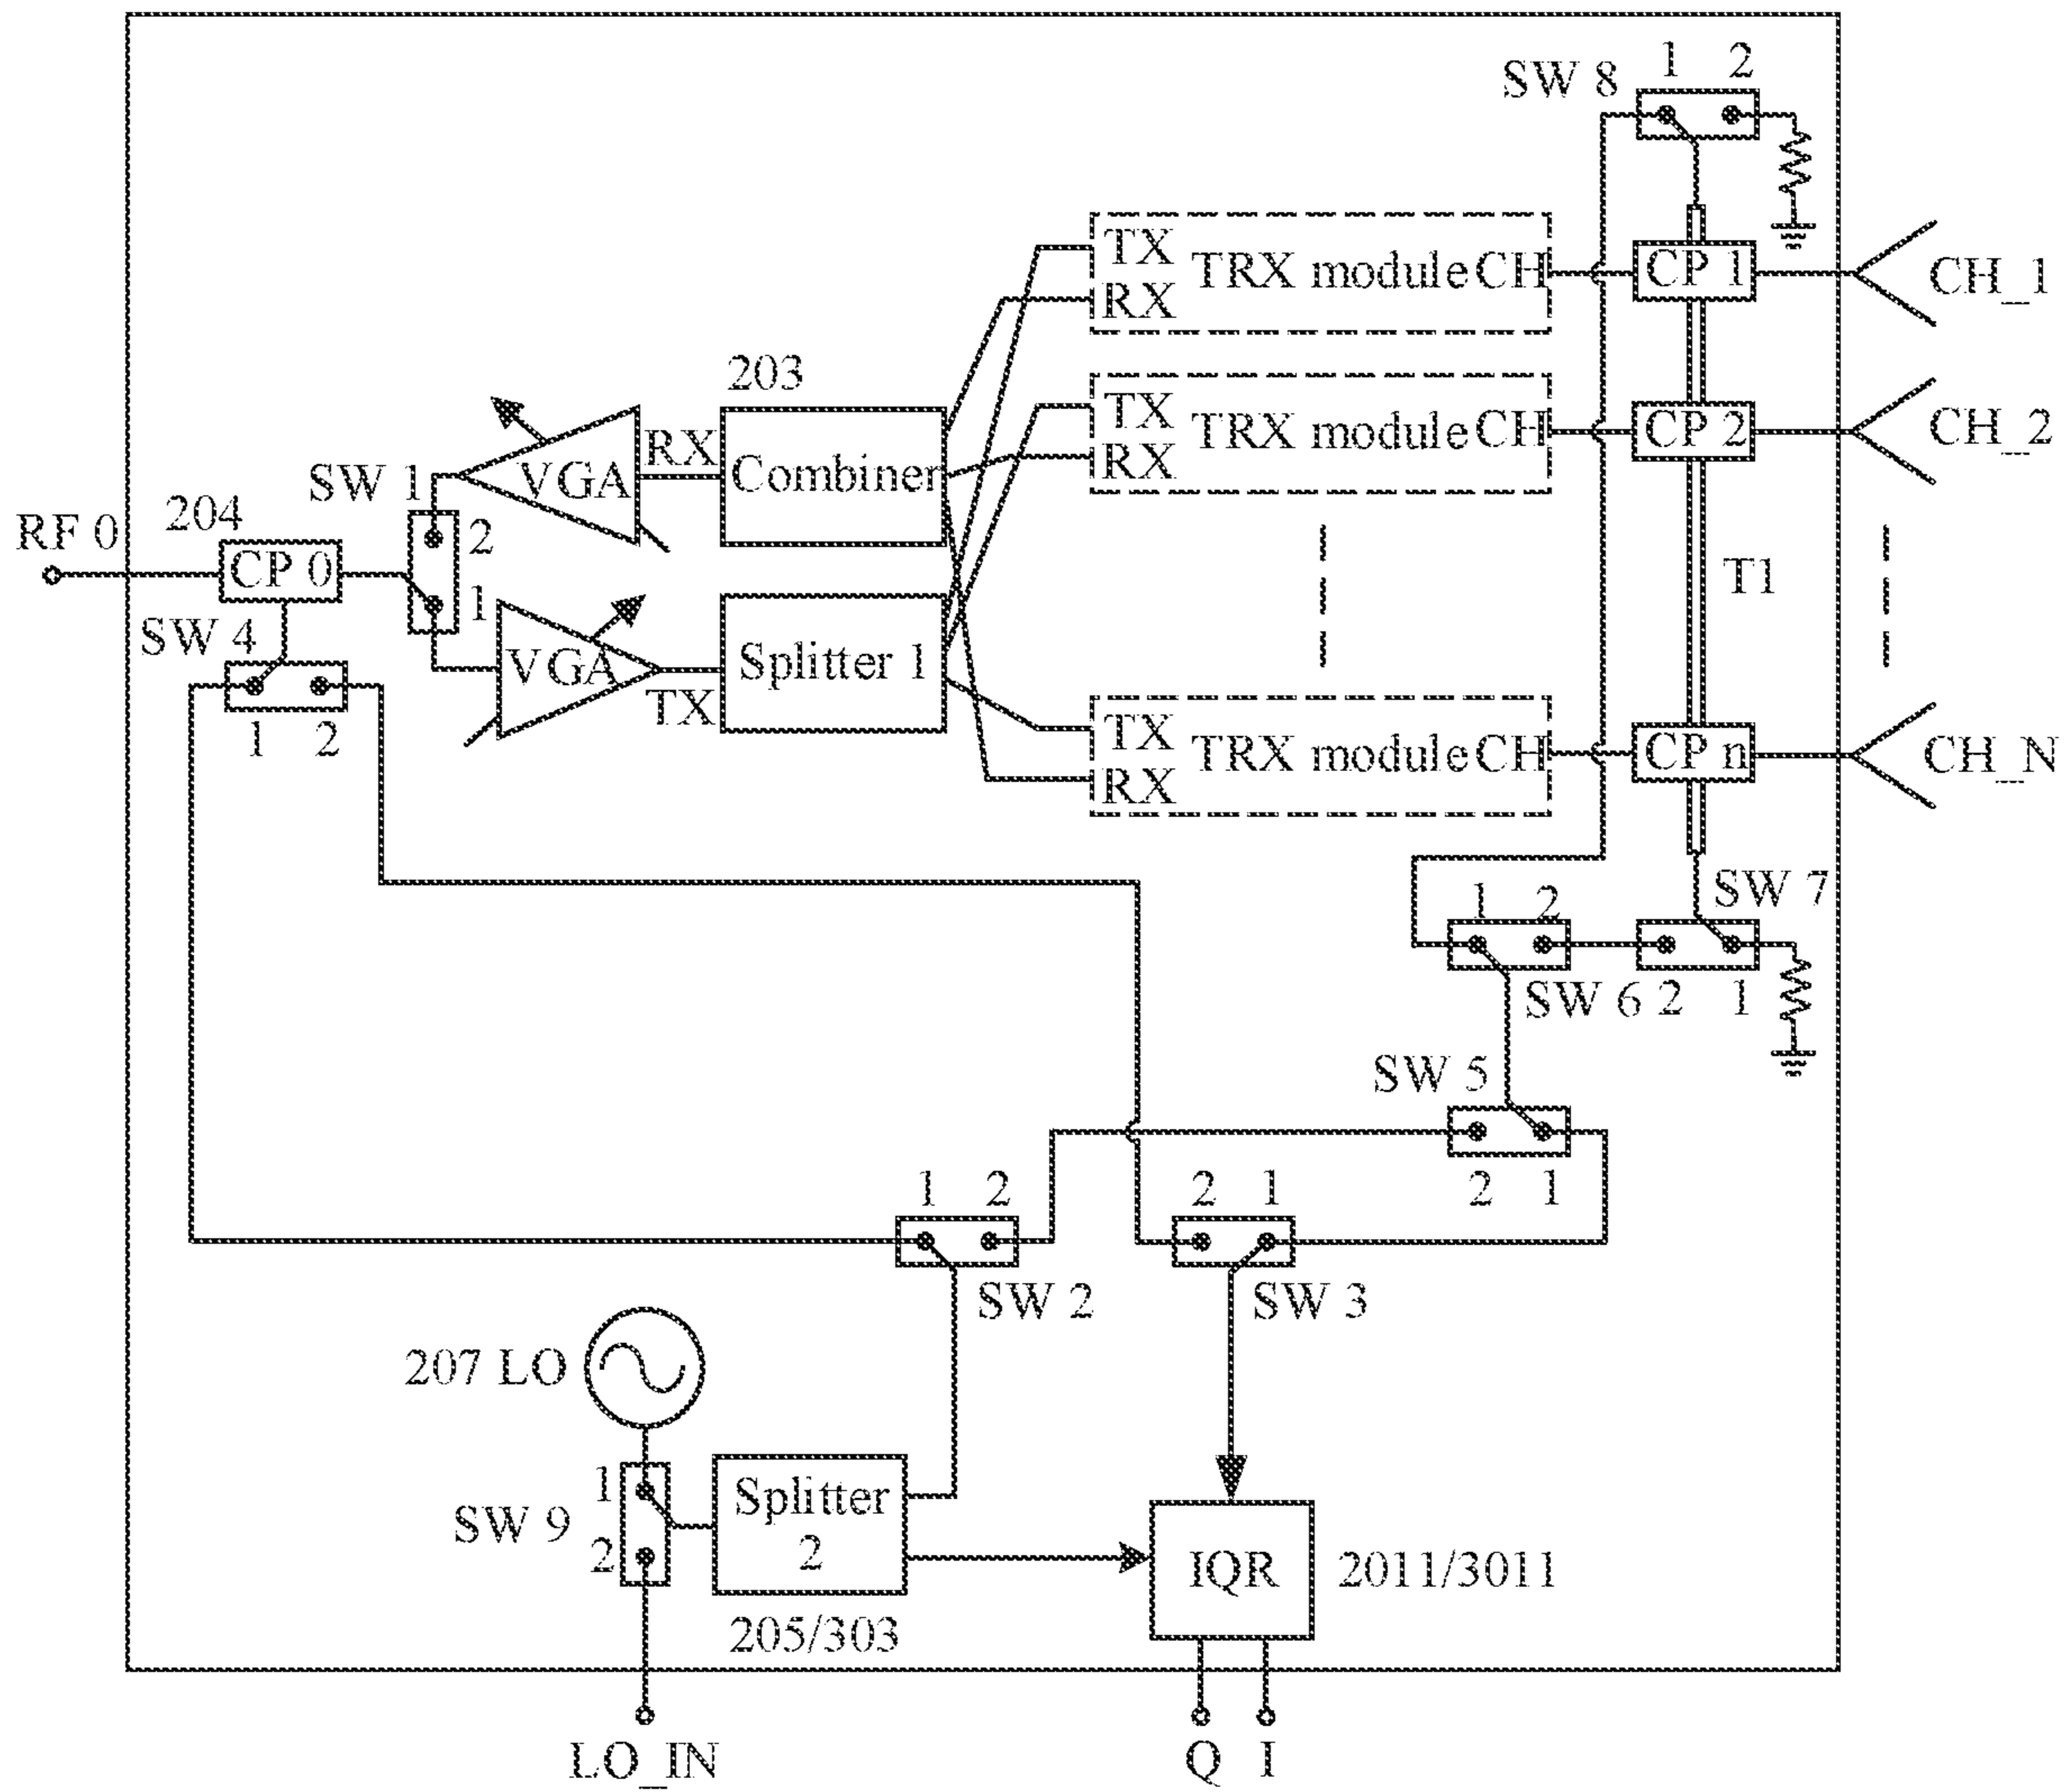 1 2
SW 8
TX
TRX module CH
RX
CP 1
CH_1
203
TX
TRX module CH
RX
CP 2
CH_2
RX
VGA
Combiner
SW 1
204
2
RF 0
CP 0
1
T1
SW 4
VGA
Splitter 1
TX
1 2
TX
TRX module CH
RX
CP n
CH_N
SW 7
1 2
SW 6
2 1
SW 5
2 1
1 2
2 1
SW 2
SW 3
207 LO
1
SW 9
2
Splitter
2
IQR
2011/3011
205/303
LO_IN
Q I